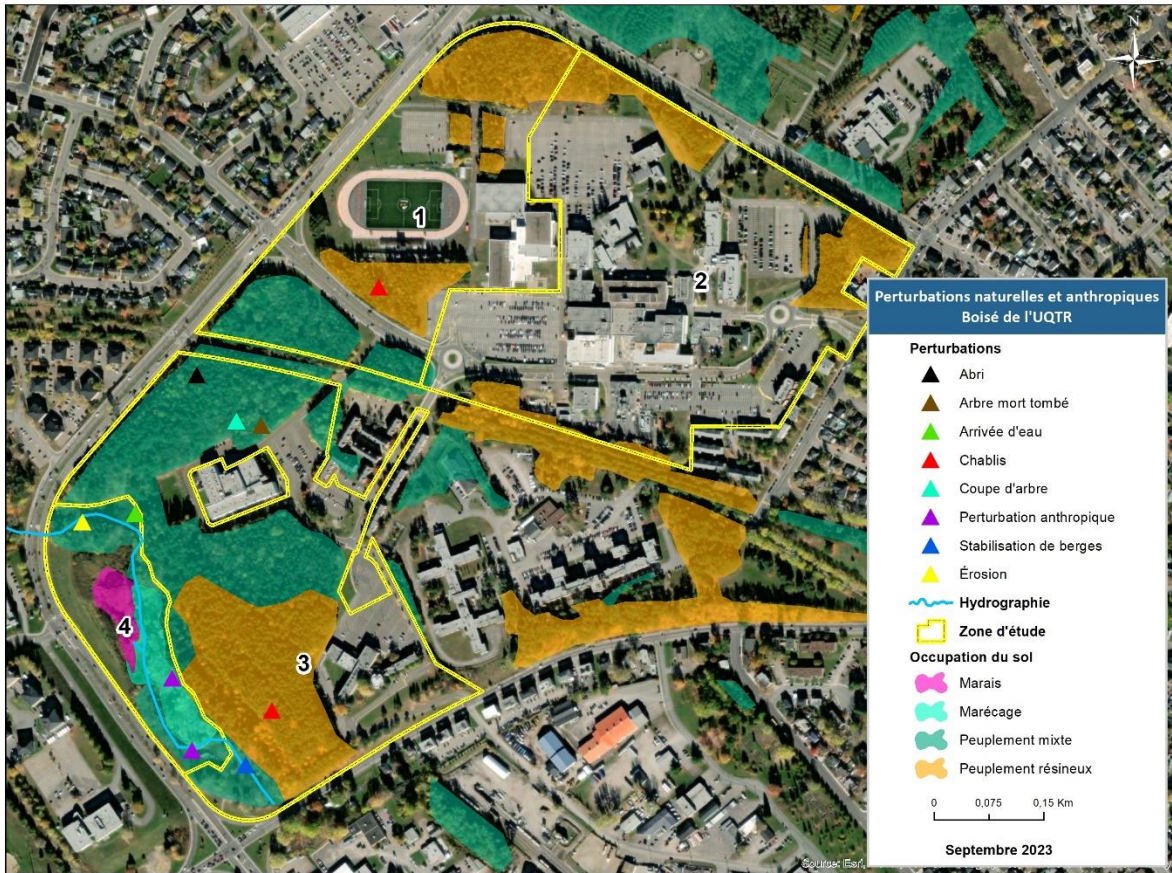 N
1
2
3
4
Perturbations naturelles et anthropiques
Boisé de l'UQTR
Perturbations
Abri
Arbre mort tombé
Arrivée d'eau
Chablis
Coupe d'arbre
Perturbation anthropique
Stabilisation de berges
Érosion
Hydrographie
Zone d'étude
Occupation du sol
Marais
Marécage
Peuplement mixte
Peuplement résineux
0 0,075 0,15 Km
Septembre 2023
Source: Esri,